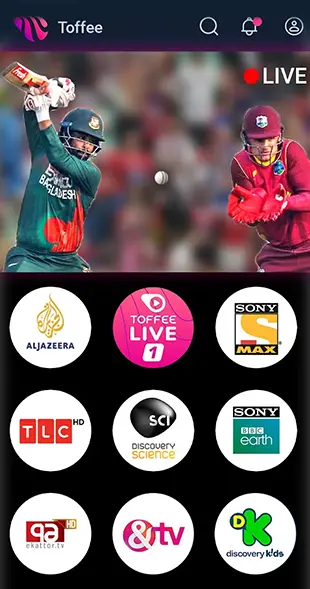 Toffee
LIVE
BANGLADESH
ALJAZEERA
TOFFEE
LIVE
1
SONY
MAX
TLC HD
SCI
DISCOVERY
SCIENCE
SONY
BBC
earth
HD
ekattor.tv
&tv
DK
discovery kids